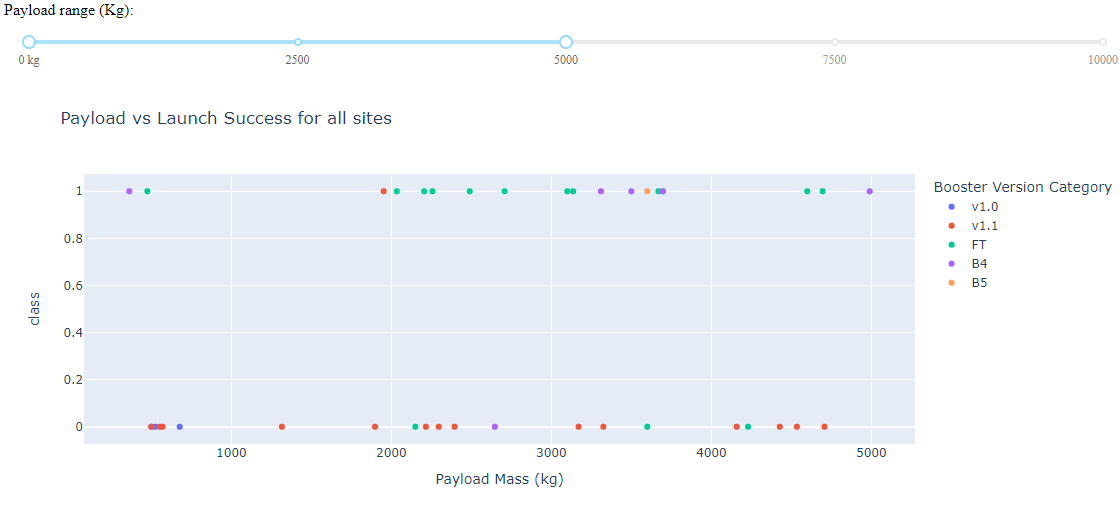 Payload range (Kg):
0 kg 2500 5000 7500 10000
Payload vs Launch Success for all sites
Booster Version Category
v1.0
v1.1
FT
B4
B5
class
1
0.8
0.6
0.4
0.2
0
1000 2000 3000 4000 5000
Payload Mass (kg)